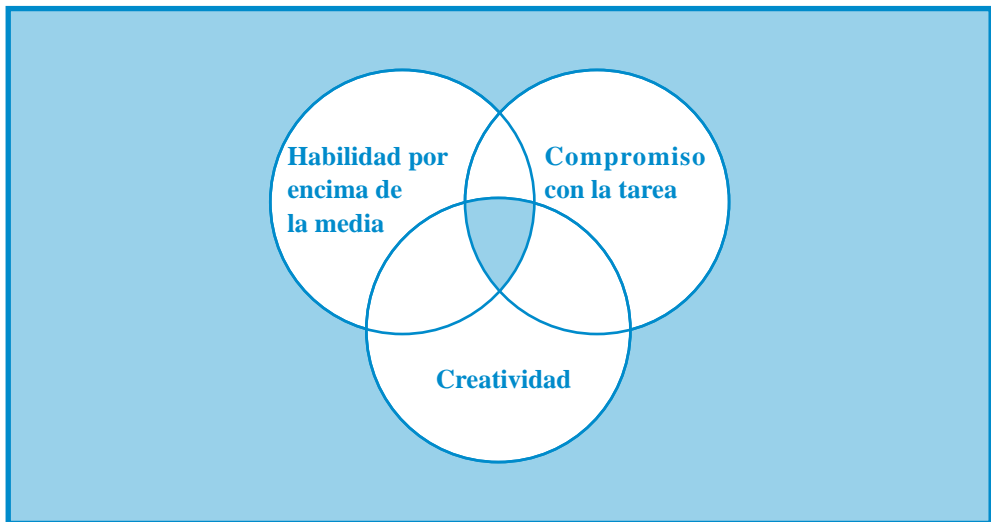 Habilidad por
encima de
la media
Compromiso
con la tarea
Creatividad